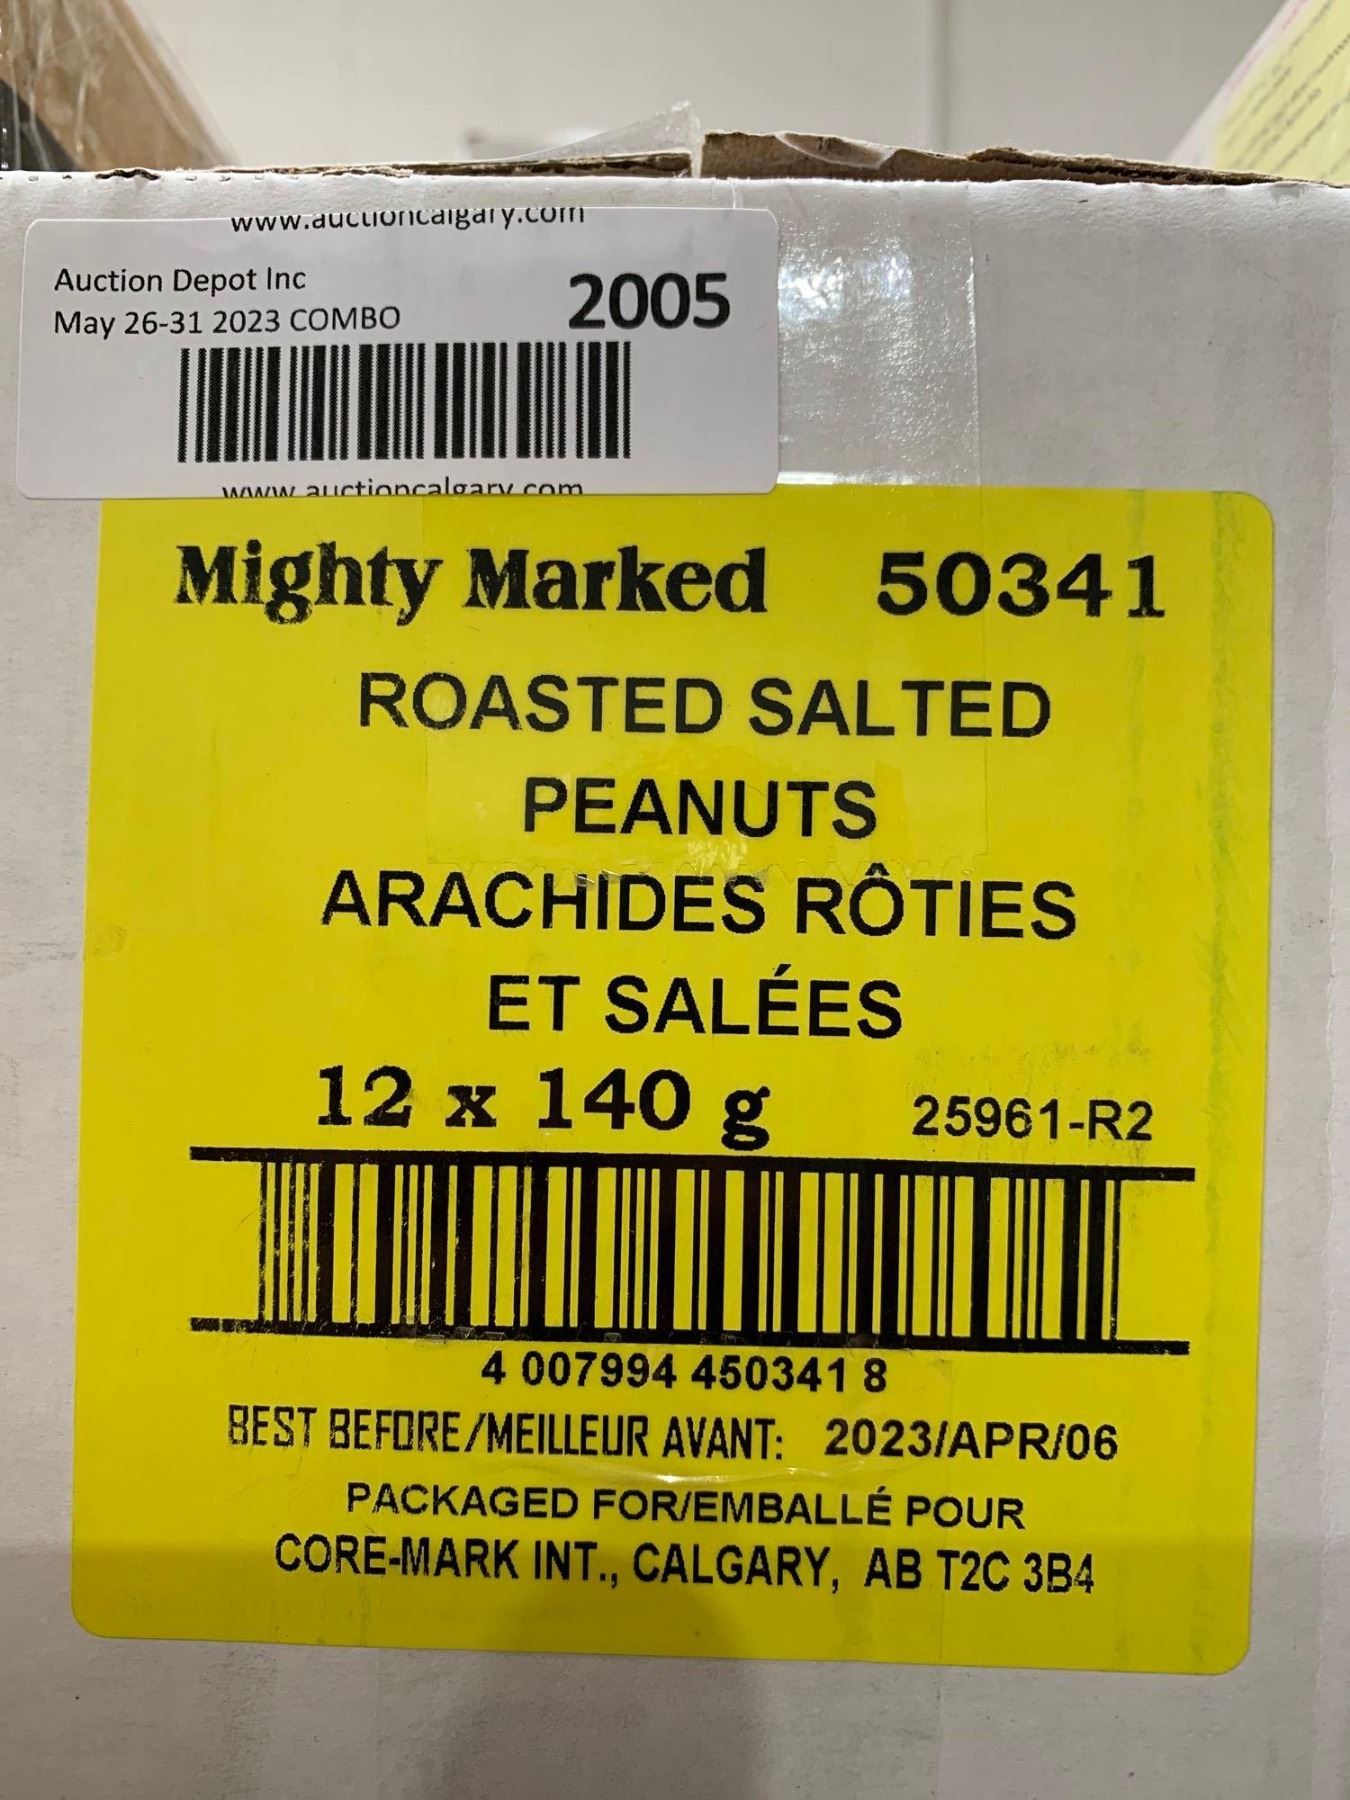 www.auctioncalgary.com
Auction Depot Inc
May 26-31 2023 COMBO
2005
www.auctioncalgary.com
Mighty Marked 50341
ROASTED SALTED
PEANUTS
ARACHIDES RÔTIES
ET SALÉES
12 x 140 g 25961-R2
4 007994 450341 8
BEST BEFORE/MEILLEUR AVANT: 2023/APR/06
PACKAGED FOR/EMBALLÉ POUR
CORE-MARK INT., CALGARY, AB T2C 3B4